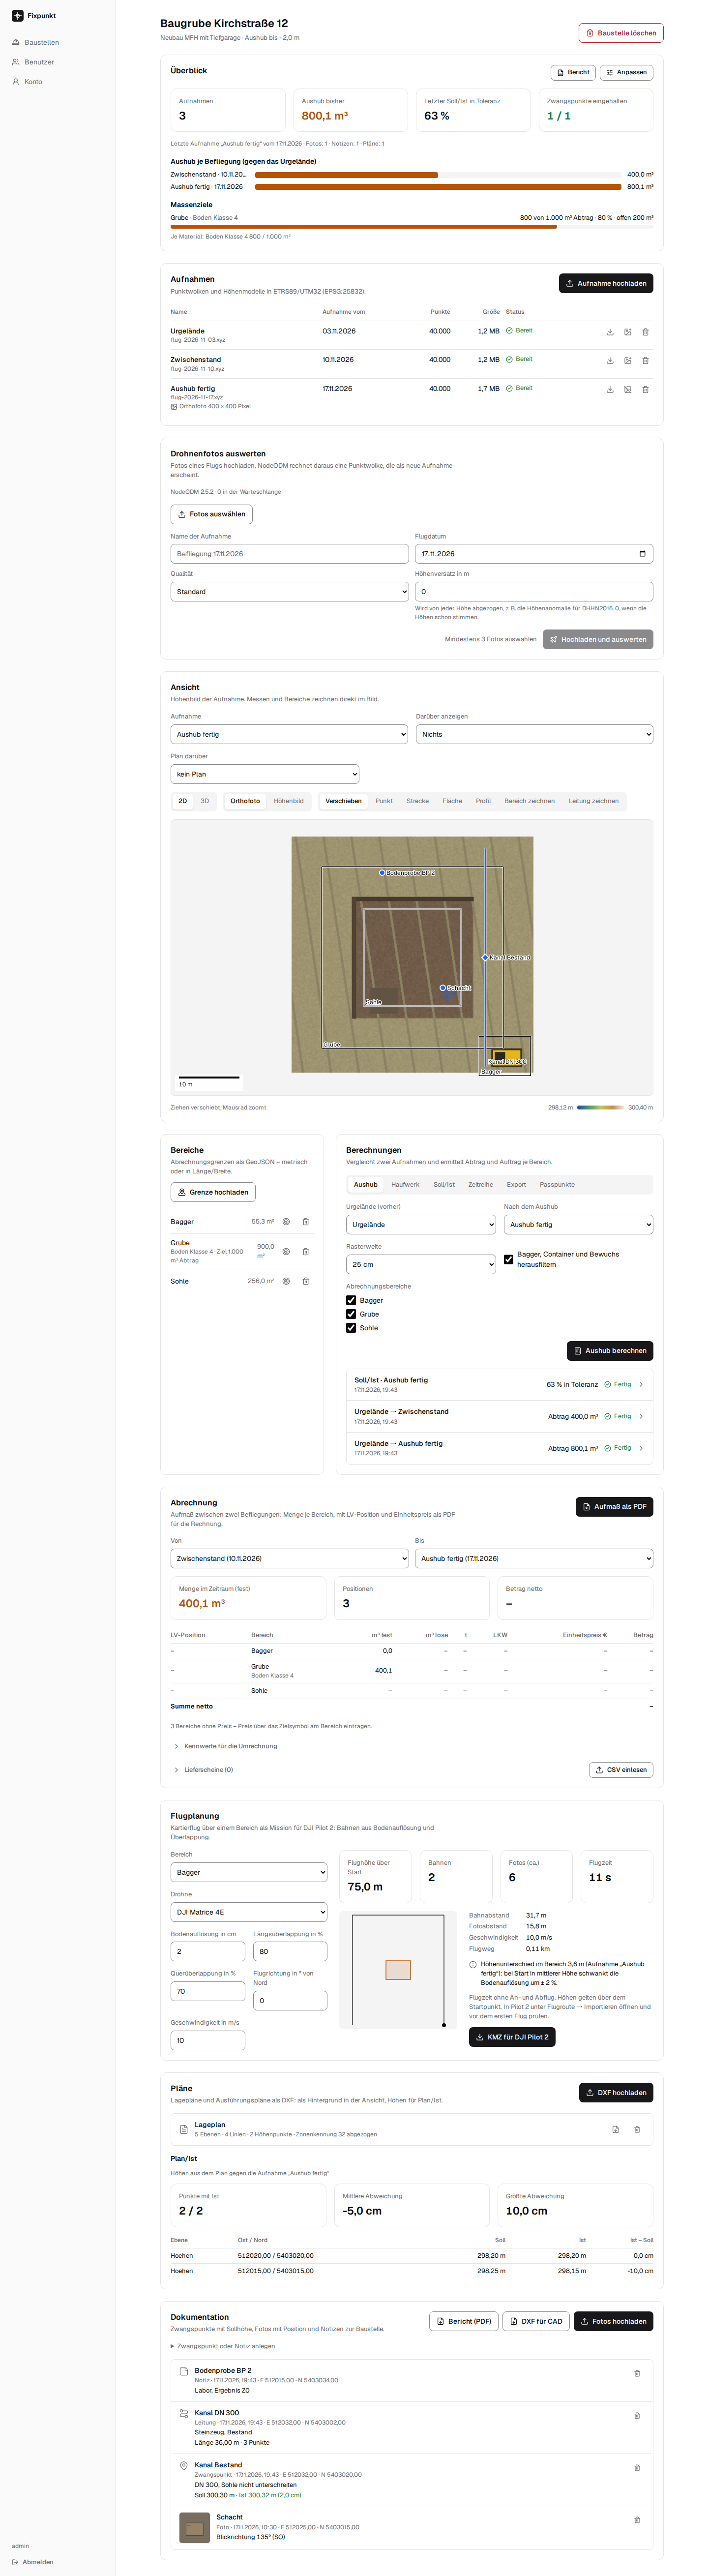 Fixpunkt
Baustellen
Benutzer
Konto
Baugrube Kirchstraße 12
Neubau MFH mit Tiefgarage · Aushub bis −2,0 m
Baustelle löschen
Überblick
Bericht
Anpassen
Aufnahmen
3
Aushub bisher
800,1 m³
Letzter Soll/Ist in Toleranz
63 %
Zwangspunkte eingehalten
1 / 1
Letzte Aufnahme „Aushub fertig“ vom 17.11.2026 · Fotos: 1 · Notizen: 1 · Pläne: 1
Aushub je Befliegung (gegen das Urgelände)
Zwischenstand · 10.11.20… 400,0 m³
Aushub fertig · 17.11.2026 800,1 m³
Massenziele
Grube · Boden Klasse 4 800 von 1.000 m³ Abtrag · 80 % · offen 200 m³
Je Material: Boden Klasse 4 800 / 1.000 m³
Aufnahmen
Punktwolken und Höhenmodelle in ETRS89/UTM32 (EPSG:25832).
Aufnahme hochladen
Name Aufnahme vom Punkte Größe Status
Urgelände 03.11.2026 40.000 1,2 MB Bereit
flug-2026-11-03.xyz
Zwischenstand 10.11.2026 40.000 1,2 MB Bereit
flug-2026-11-10.xyz
Aushub fertig 17.11.2026 40.000 1,7 MB Bereit
flug-2026-11-17.xyz
Orthofoto 400 × 400 Pixel
Drohnenfotos auswerten
Fotos eines Flugs hochladen. NodeODM rechnet daraus eine Punktwolke, die als neue Aufnahme
erscheint.
NodeODM 2.5.2 · 0 in der Warteschlange
Fotos auswählen
Name der Aufnahme
Befliegung 17.11.2026
Flugdatum
17.11.2026
Qualität
Standard
Höhenversatz in m
0
Wird von jeder Höhe abgezogen, z. B. die Höhenanomalie für DHHN2016. 0, wenn die
Höhen schon stimmen.
Mindestens 3 Fotos auswählen
Hochladen und auswerten
Ansicht
Höhenbild der Aufnahme. Messen und Bereiche zeichnen direkt im Bild.
Aufnahme
Aushub fertig
Darüber anzeigen
Nichts
Plan darüber
kein Plan
2D 3D Orthofoto Höhenbild Verschieben Punkt Strecke Fläche Profil Bereich zeichnen Leitung zeichnen
Bodenprobe BP 2
Kanal Bestand
Schacht
Sohle
Grube
Kanal DN 300
Bagger
10 m
Ziehen verschiebt, Mausrad zoomt
298,12 m 300,40 m
Bereiche
Abrechnungsgrenzen als GeoJSON – metrisch
oder in Länge/Breite.
Grenze hochladen
Bagger 55,3 m²
Grube
Boden Klasse 4 · Ziel 1.000
m³ Abtrag
900,0
m²
Sohle 256,0 m²
Berechnungen
Vergleicht zwei Aufnahmen und ermittelt Abtrag und Auftrag je Bereich.
Aushub Haufwerk Soll/Ist Zeitreihe Export Passpunkte
Urgelände (vorher)
Urgelände
Nach dem Aushub
Aushub fertig
Rasterweite
25 cm
Bagger, Container und Bewuchs
herausfiltern
Abrechnungsbereiche
Bagger
Grube
Sohle
Aushub berechnen
Soll/Ist · Aushub fertig 63 % in Toleranz Fertig
17.11.2026, 19:43
Urgelände → Zwischenstand Abtrag 400,0 m³ Fertig
17.11.2026, 19:43
Urgelände → Aushub fertig Abtrag 800,1 m³ Fertig
17.11.2026, 19:43
Abrechnung
Aufmaß zwischen zwei Befliegungen: Menge je Bereich, mit LV-Position und Einheitspreis als PDF
für die Rechnung.
Aufmaß als PDF
Von
Zwischenstand (10.11.2026)
Bis
Aushub fertig (17.11.2026)
Menge im Zeitraum (fest)
400,1 m³
Positionen
3
Betrag netto
–
LV-Position Bereich m³ fest m³ lose t LKW Einheitspreis € Betrag
– Bagger 0,0 – – – – –
– Grube 400,1 – – – – –
Boden Klasse 4
– Sohle – – – – – –
Summe netto –
3 Bereiche ohne Preis – Preis über das Zielsymbol am Bereich eintragen.
Kennwerte für die Umrechnung
Lieferscheine (0)
CSV einlesen
Flugplanung
Kartierflug über einem Bereich als Mission für DJI Pilot 2: Bahnen aus Bodenauflösung und
Überlappung.
Bereich
Bagger
Drohne
DJI Matrice 4E
Bodenauflösung in cm
2
Längsüberlappung in %
80
Querüberlappung in %
70
Flugrichtung in ° von
Nord
0
Geschwindigkeit in m/s
10
Flughöhe über
Start
75,0 m
Bahnen
2
Fotos (ca.)
6
Flugzeit
11 s
Bahnabstand 31,7 m
Fotoabstand 15,8 m
Geschwindigkeit 10,0 m/s
Flugweg 0,11 km
Höhenunterschied im Bereich 3,6 m (Aufnahme „Aushub
fertig“): bei Start in mittlerer Höhe schwankt die
Bodenauflösung um ± 2 %.
Flugzeit ohne An- und Abflug. Höhen gelten über dem
Startpunkt. In Pilot 2 unter Flugroute → Importieren öffnen und
vor dem ersten Flug prüfen.
KMZ für DJI Pilot 2
Pläne
Lagepläne und Ausführungspläne als DXF: als Hintergrund in der Ansicht, Höhen für Plan/Ist.
DXF hochladen
Lageplan
5 Ebenen · 4 Linien · 2 Höhenpunkte · Zonenkennung 32 abgezogen
Plan/Ist
Höhen aus dem Plan gegen die Aufnahme „Aushub fertig“
Punkte mit Ist
2 / 2
Mittlere Abweichung
-5,0 cm
Größte Abweichung
10,0 cm
Ebene Ost / Nord Soll Ist Ist − Soll
Hoehen 512020,00 / 5403020,00 298,20 m 298,20 m 0,0 cm
Hoehen 512015,00 / 5403015,00 298,25 m 298,15 m -10,0 cm
Dokumentation
Zwangspunkte mit Sollhöhe, Fotos mit Position und Notizen zur Baustelle.
Bericht (PDF)
DXF für CAD
Fotos hochladen
Zwangspunkt oder Notiz anlegen
Bodenprobe BP 2
Notiz · 17.11.2026, 19:43 · E 512015,00 · N 5403034,00
Labor, Ergebnis Z0
Kanal DN 300
Leitung · 17.11.2026, 19:43 · E 512032,00 · N 5403002,00
Steinzeug, Bestand
Länge 36,00 m · 3 Punkte
Kanal Bestand
Zwangspunkt · 17.11.2026, 19:43 · E 512032,00 · N 5403020,00
DN 300, Sohle nicht unterschreiten
Soll 300,30 m · Ist 300,32 m (2,0 cm)
Schacht
Foto · 17.11.2026, 10:30 · E 512025,00 · N 5403015,00
Blickrichtung 135° (SO)
admin
Abmelden